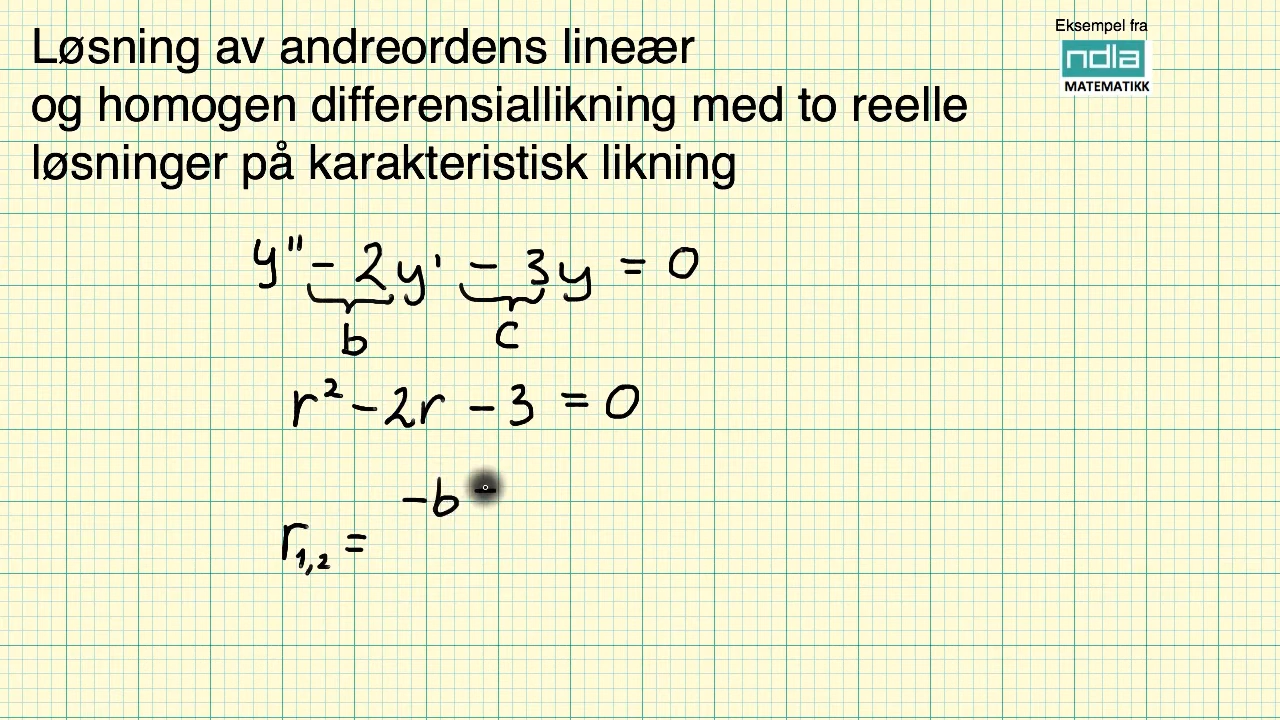 Løsning av andreordens lineær
og homogen differensiallikning med to reelle
løsninger på karakteristisk likning
Eksempel fra
ndla
MATEMATIKK
y'' - 2y' - 3y = 0
b c
r² - 2r - 3 = 0
-b -
r₁,₂ =